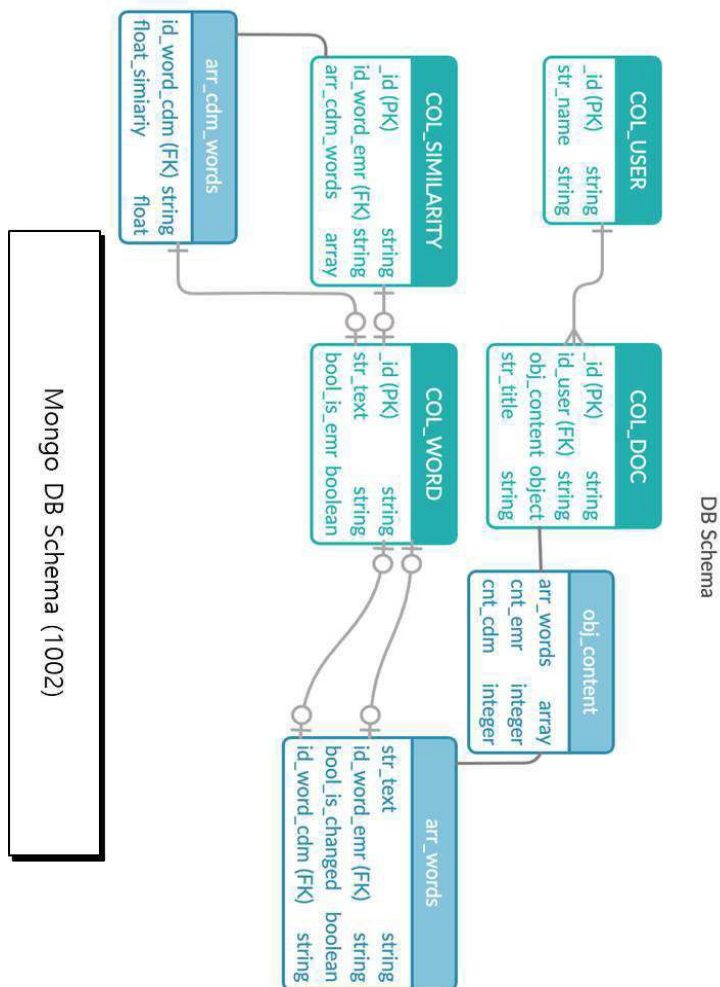 DB Schema
COL_USER
_id (PK) string
str_name string
COL_DOC
_id (PK) string
id_user (FK) string
obj_content object
str_title string
obj_content
arr_words array
cnt_emr integer
cnt_cdm integer
COL_SIMILARITY
_id (PK) string
id_word_emr (FK) string
arr_cdm_words array
COL_WORD
_id (PK) string
str_text string
bool_is_emr boolean
arr_words
str_text string
id_word_emr (FK) string
bool_is_changed boolean
id_word_cdm (FK) string
arr_cdm_words
id_word_cdm (FK) string
float_simiariy float
Mongo DB Schema (1002)